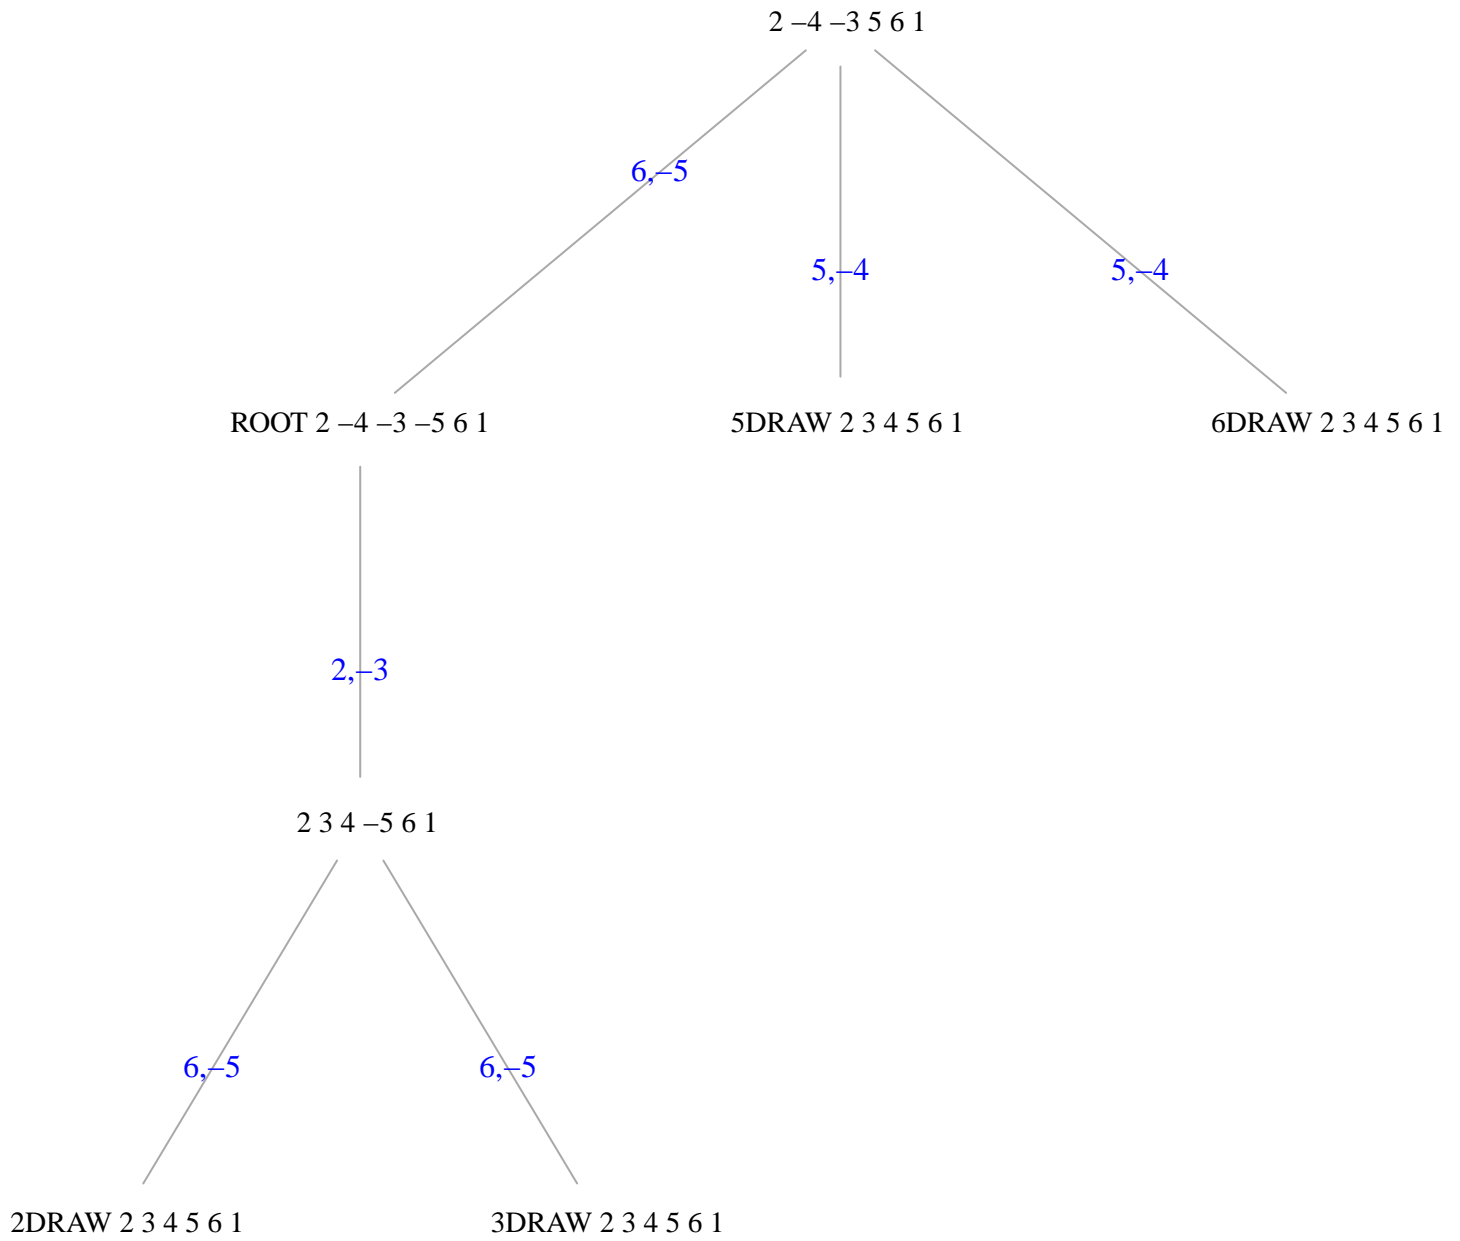 2 –4 –3 5 6 1
6,–5
5,–4
5,–4
ROOT 2 –4 –3 –5 6 1
5DRAW 2 3 4 5 6 1
6DRAW 2 3 4 5 6 1
2,–3
2 3 4 –5 6 1
6,–5
6,–5
2DRAW 2 3 4 5 6 1
3DRAW 2 3 4 5 6 1